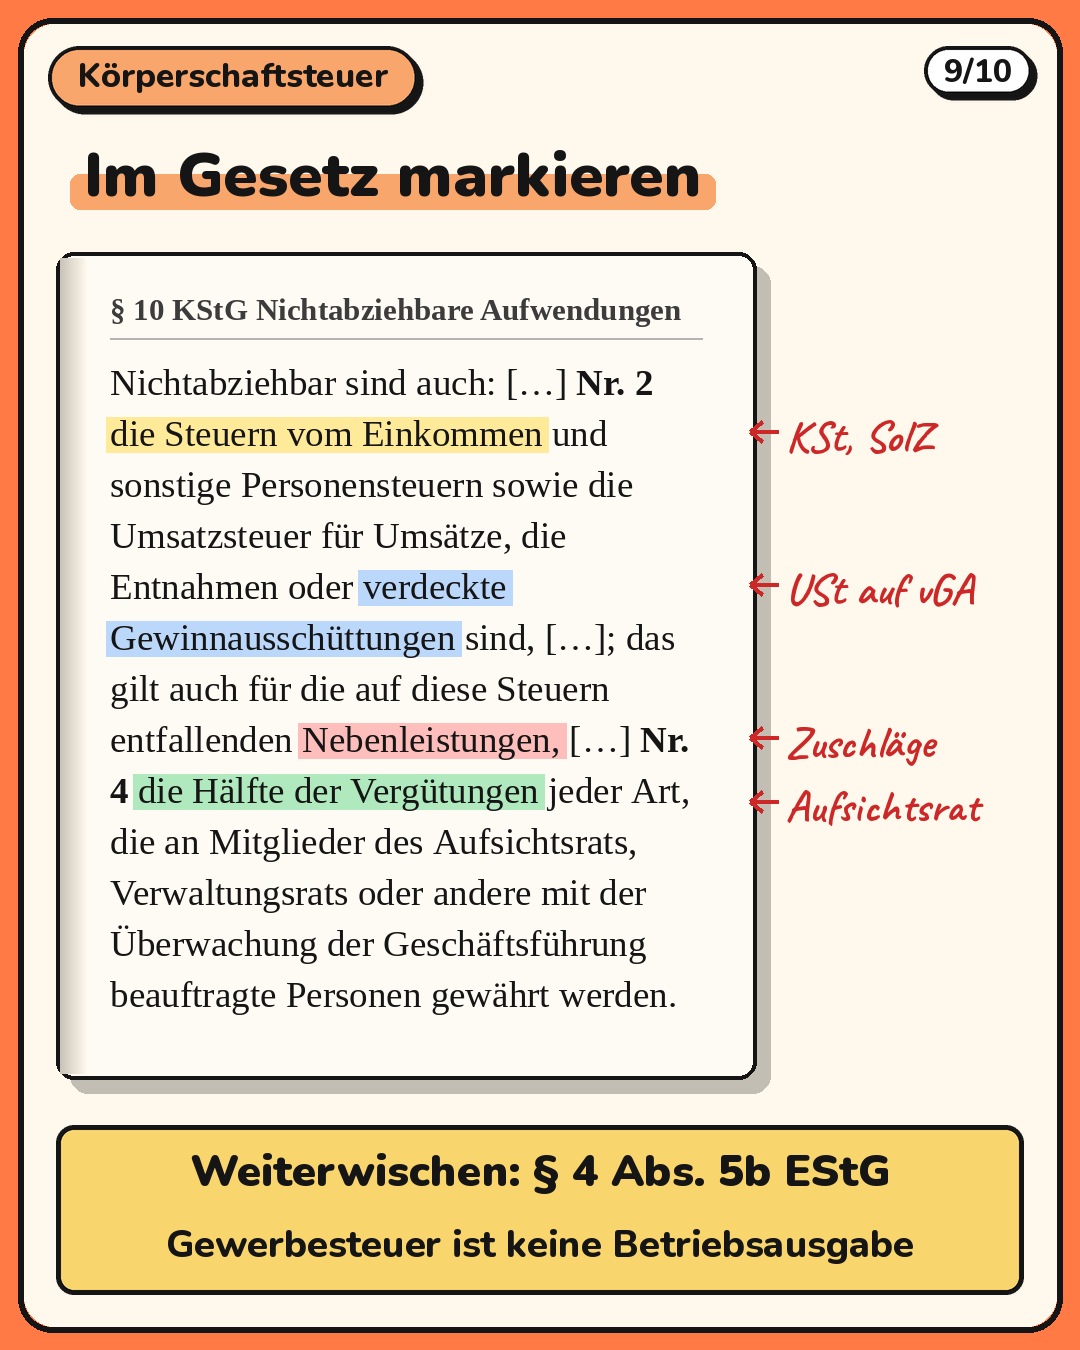 Körperschaftsteuer
9/10
Im Gesetz markieren
§ 10 KStG Nichtabziehbare Aufwendungen
Nichtabziehbar sind auch: […] Nr. 2
die Steuern vom Einkommen und
sonstige Personensteuern sowie die
Umsatzsteuer für Umsätze, die
Entnahmen oder verdeckte
Gewinnausschüttungen sind, […]; das
gilt auch für die auf diese Steuern
entfallenden Nebenleistungen, […] Nr.
4 die Hälfte der Vergütungen jeder Art,
die an Mitglieder des Aufsichtsrats,
Verwaltungsrats oder andere mit der
Überwachung der Geschäftsführung
beauftragte Personen gewährt werden.
KSt, SolZ
USt auf vGA
Zuschläge
Aufsichtsrat
Weiterwischen: § 4 Abs. 5b EStG
Gewerbesteuer ist keine Betriebsausgabe